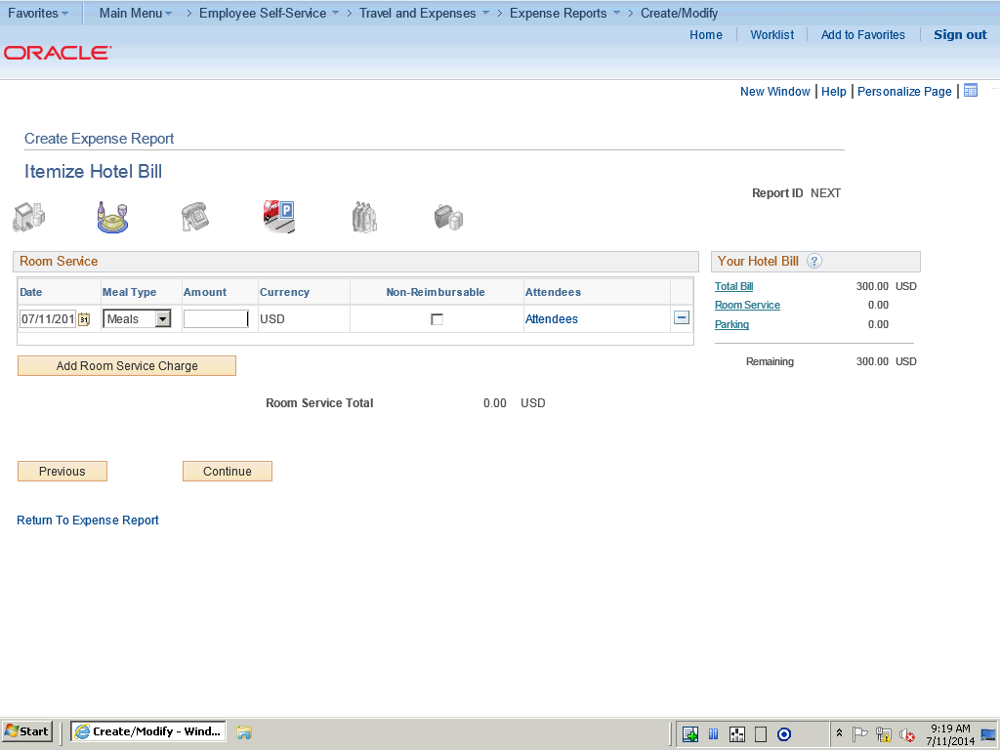 Favorites Main Menu > Employee Self-Service > Travel and Expenses > Expense Reports > Create/Modify
Home Worklist Add to Favorites Sign out
ORACLE
New Window | Help | Personalize Page |
Create Expense Report
Itemize Hotel Bill
Report ID NEXT
P
Room Service
Your Hotel Bill ?
Date Meal Type Amount Currency Non-Reimbursable Attendees
07/11/201 31 Meals USD Attendees
Total Bill 300.00 USD
Room Service 0.00
Parking 0.00
Remaining 300.00 USD
Add Room Service Charge
Room Service Total 0.00 USD
Previous Continue
Return To Expense Report
Start Create/Modify - Wind... 9:19 AM
7/11/2014